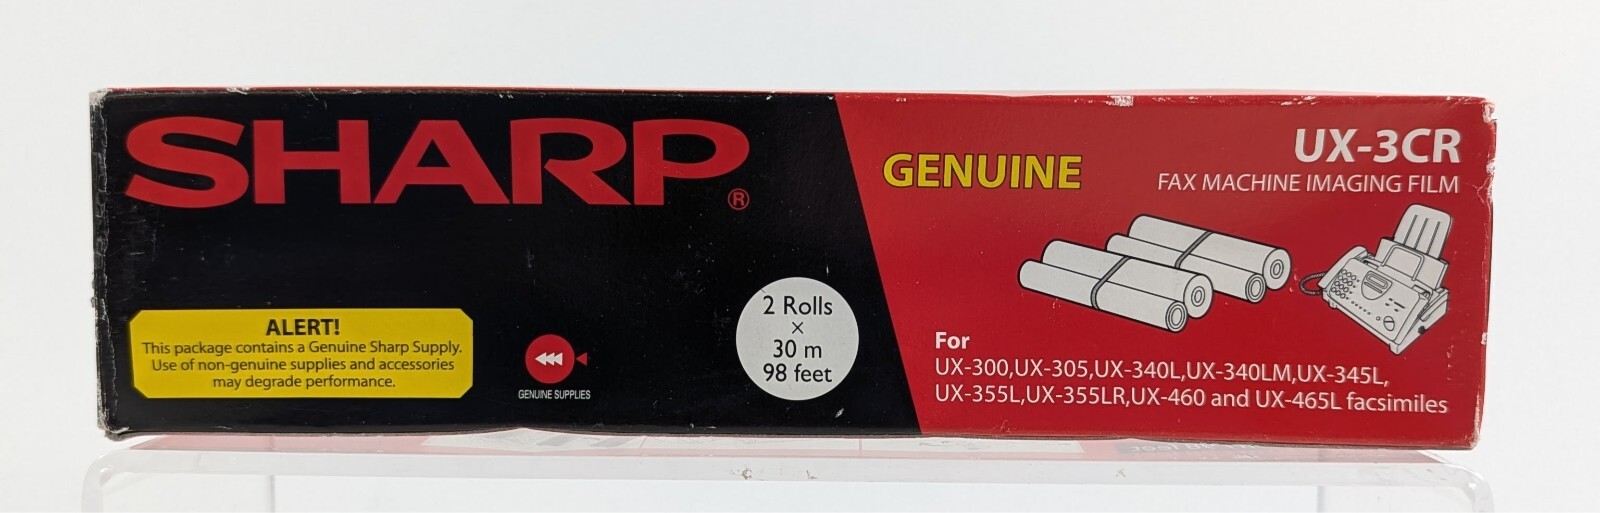 SHARP®
ALERT!
This package contains a Genuine Sharp Supply.
Use of non-genuine supplies and accessories
may degrade performance.
GENUINE SUPPLIES
2 Rolls
×
30 m
98 feet
GENUINE
UX-3CR
FAX MACHINE IMAGING FILM
For
UX-300,UX-305,UX-340L,UX-340LM,UX-345L,
UX-355L,UX-355LR,UX-460 and UX-465L facsimiles